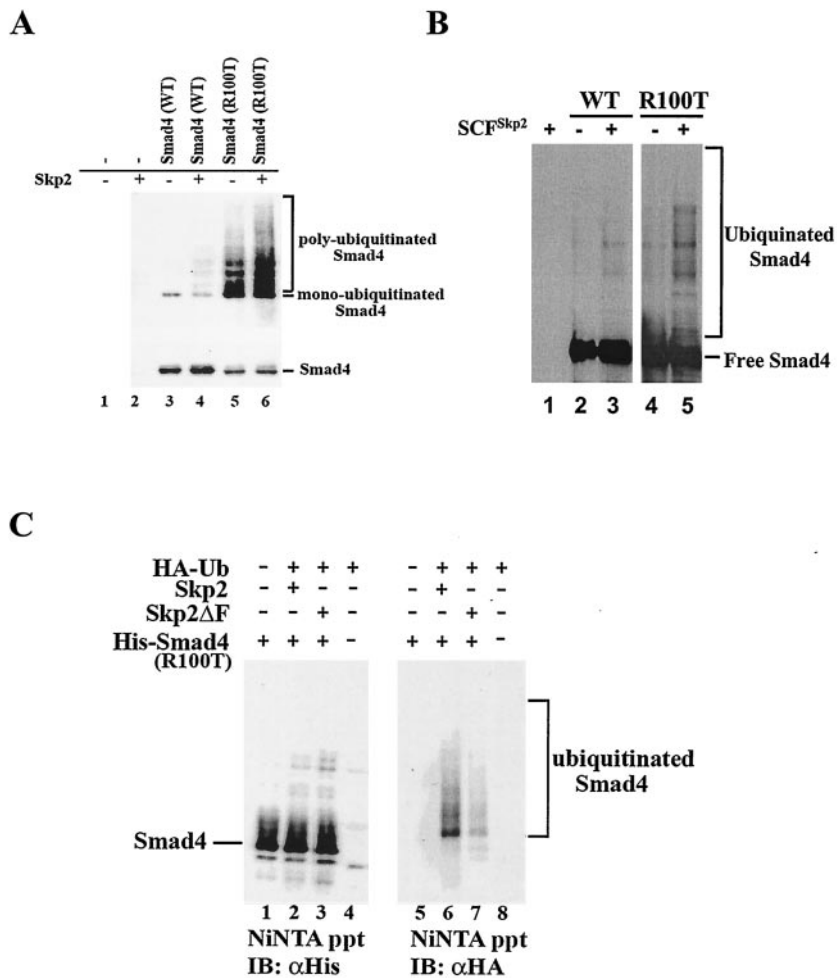 A
- - Smad4 (WT) Smad4 (WT) Smad4 (R100T) Smad4 (R100T)
Skp2 - + - + - +
poly-ubiquitinated
Smad4
mono-ubiquitinated
Smad4
Smad4
1 2 3 4 5 6
B
WT R100T
SCFSkp2 + - + - +
Ubiquinated
Smad4
Free Smad4
1 2 3 4 5
C
HA-Ub - + + + - + + +
Skp2 - + - - - + - -
Skp2ΔF - - + - - - + -
His-Smad4 + + + - + + + -
(R100T)
ubiquitinated
Smad4
Smad4
1 2 3 4 5 6 7 8
NiNTA ppt NiNTA ppt
IB: αHis IB: αHA